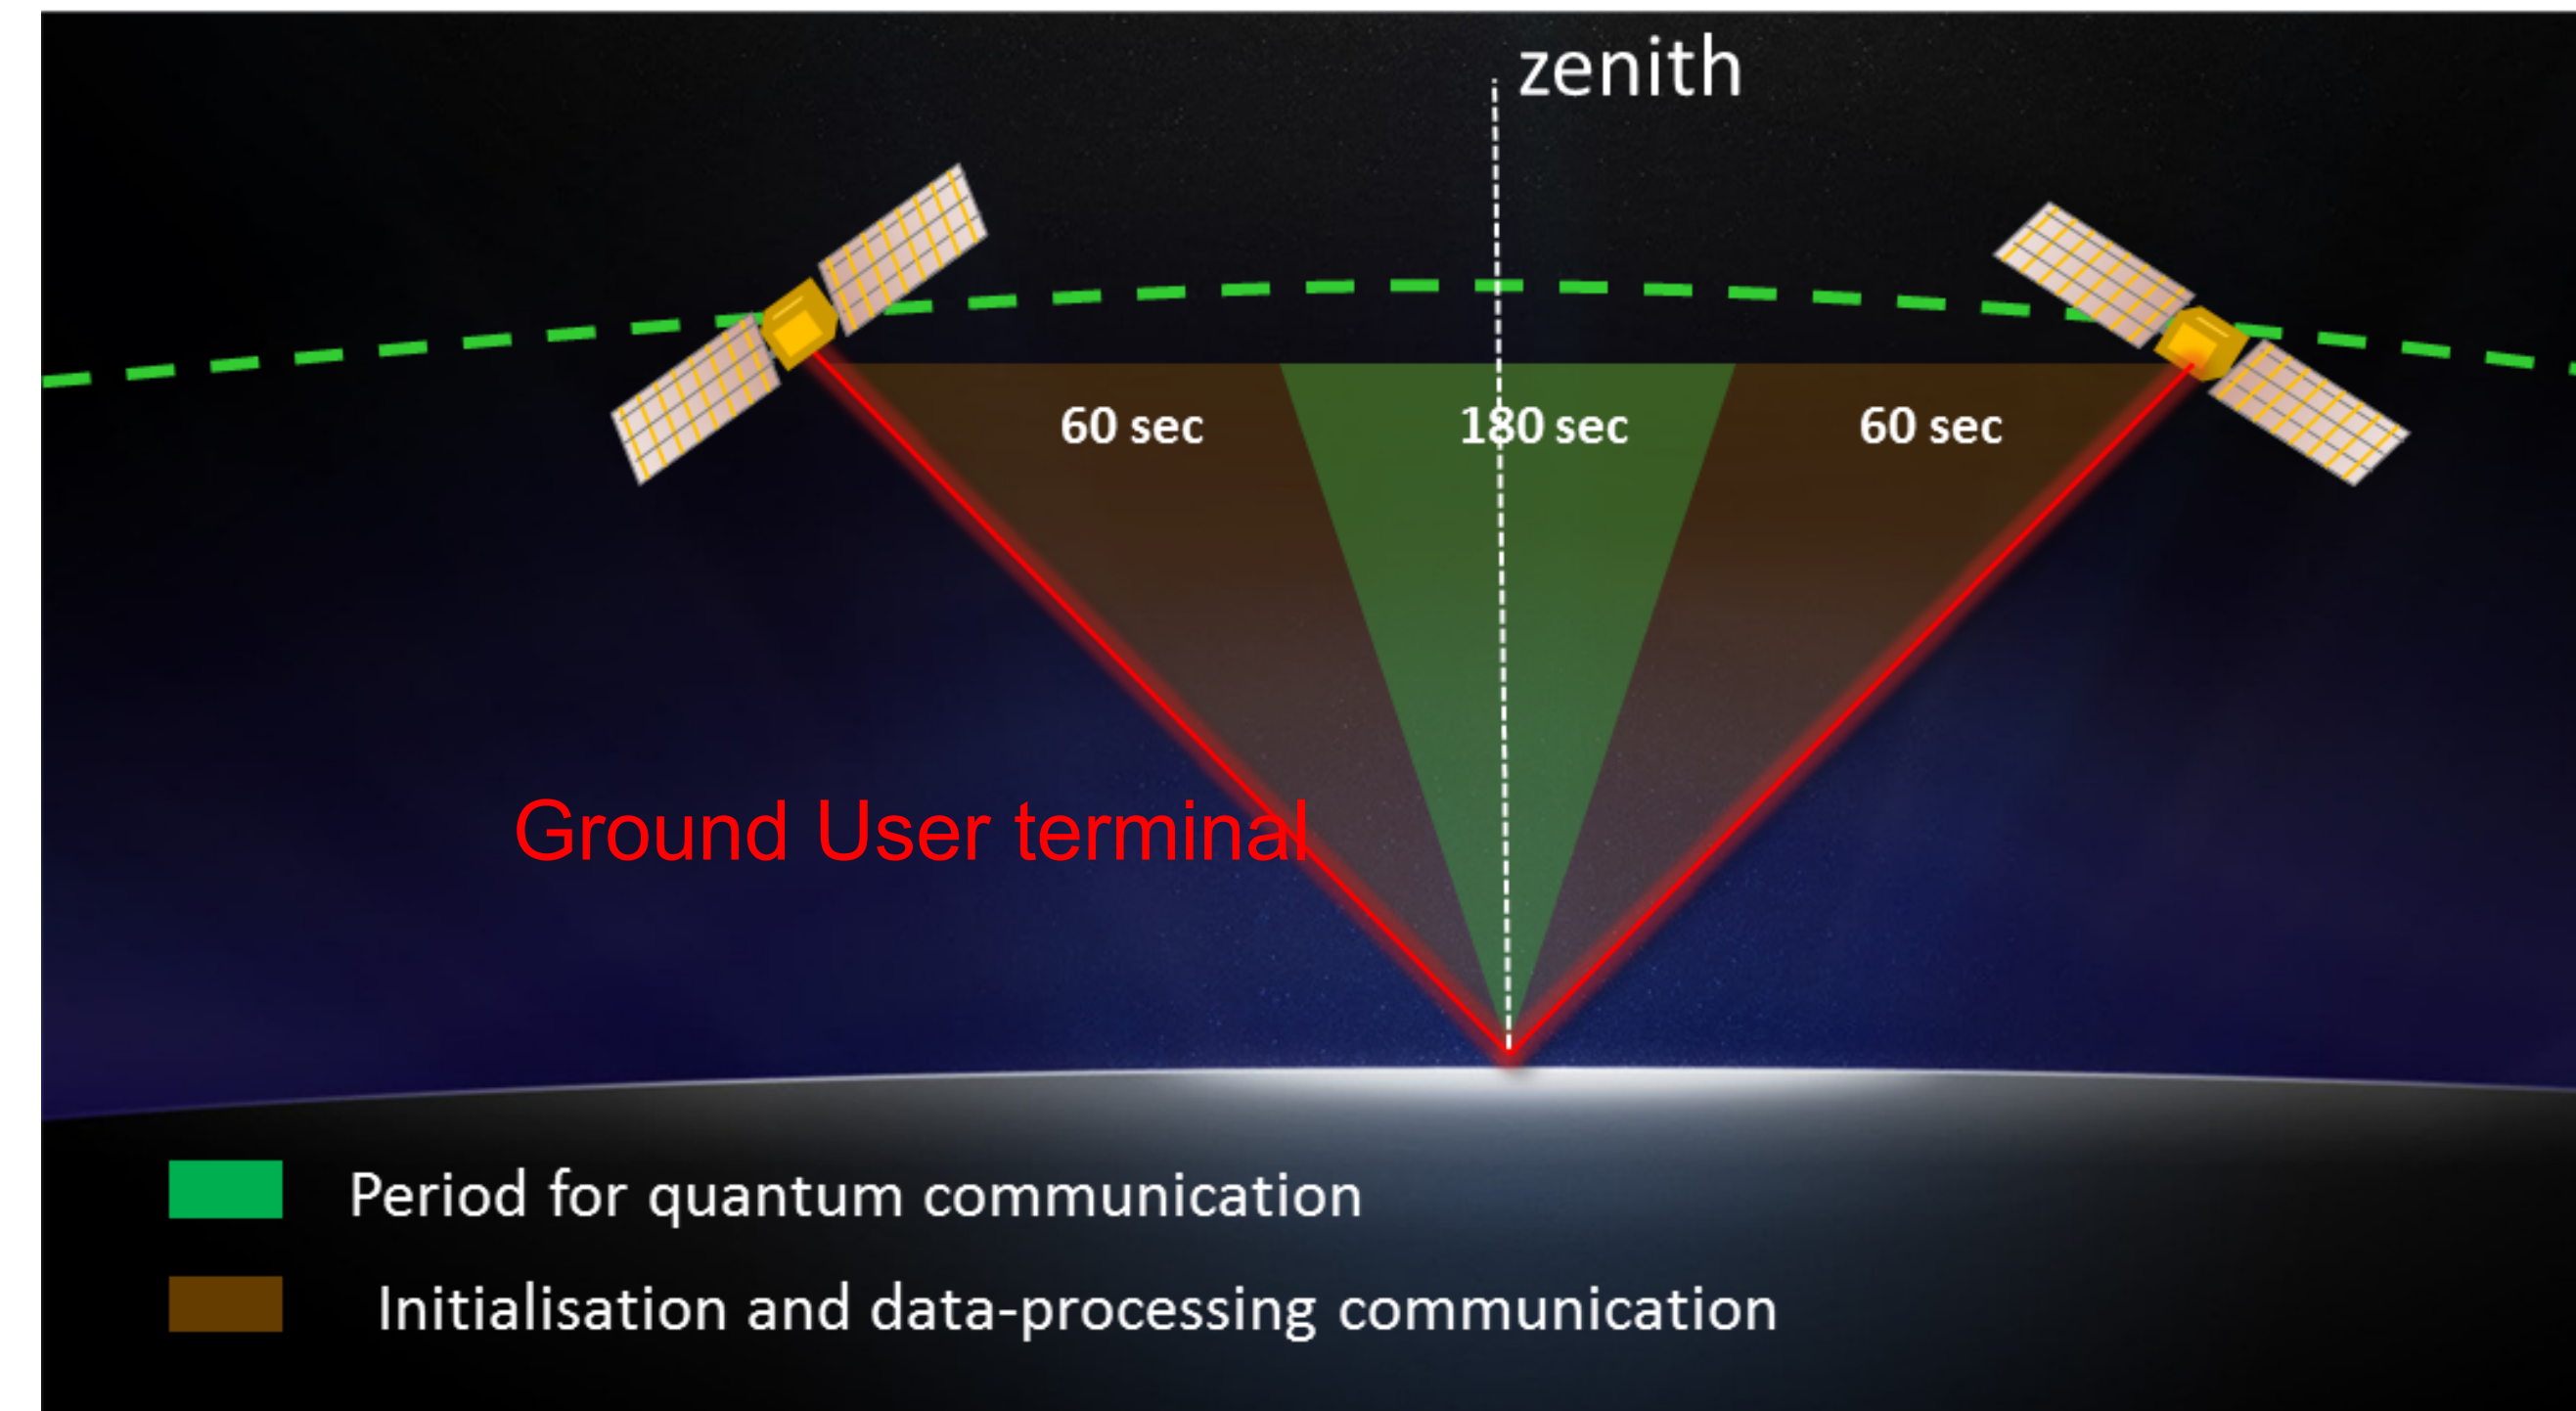 zenith
60 sec
180 sec
60 sec
Ground User terminal
Period for quantum communication
Initialisation and data-processing communication